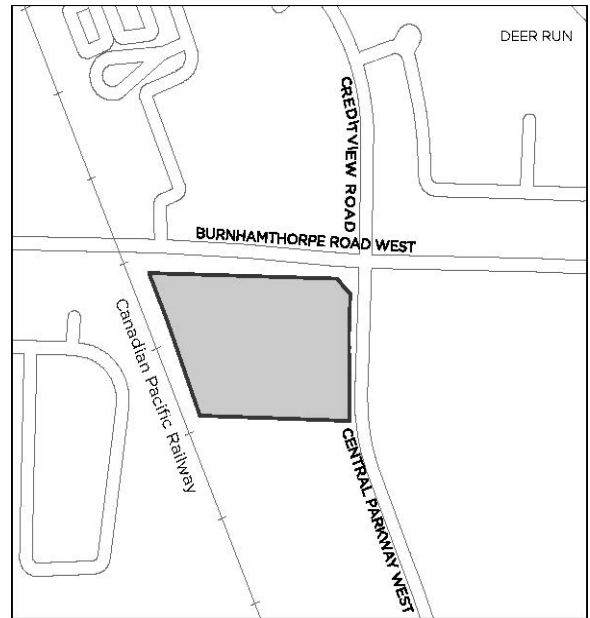 DEER RUN
CREDITVIEW ROAD
BURNHAMTHORPE ROAD WEST
Canadian Pacific Railway
CENTRAL PARKWAY WEST